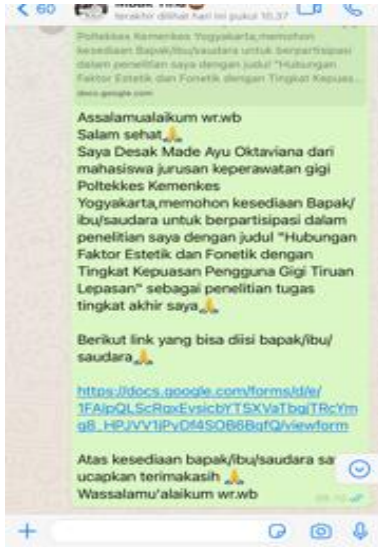 60
terakhir dilihat hari ini pukul 10.37
Poltekkes Kemenkes Yogyakarta,memohon
kesediaan Bapak/ibu/saudara untuk berpartisipasi
dalam penelitian saya dengan judul "Hubungan
Faktor Estetik dan Fonetik dengan Tingkat Kepuas...
docs.google.com
Assalamualaikum wr.wb
Salam sehat🙏
Saya Desak Made Ayu Oktaviana dari
mahasiswa jurusan keperawatan gigi
Poltekkes Kemenkes
Yogyakarta,memohon kesediaan Bapak/
ibu/saudara untuk berpartisipasi dalam
penelitian saya dengan judul "Hubungan
Faktor Estetik dan Fonetik dengan
Tingkat Kepuasan Pengguna Gigi Tiruan
Lepasan" sebagai penelitian tugas
tingkat akhir saya🙏
Berikut link yang bisa diisi bapak/ibu/
saudara🙏
https://docs.google.com/forms/d/e/
Atas kesediaan bapak/ibu/saudara sa
ucapkan terimakasih 🙏
Wassalamu'alaikum wr.wb